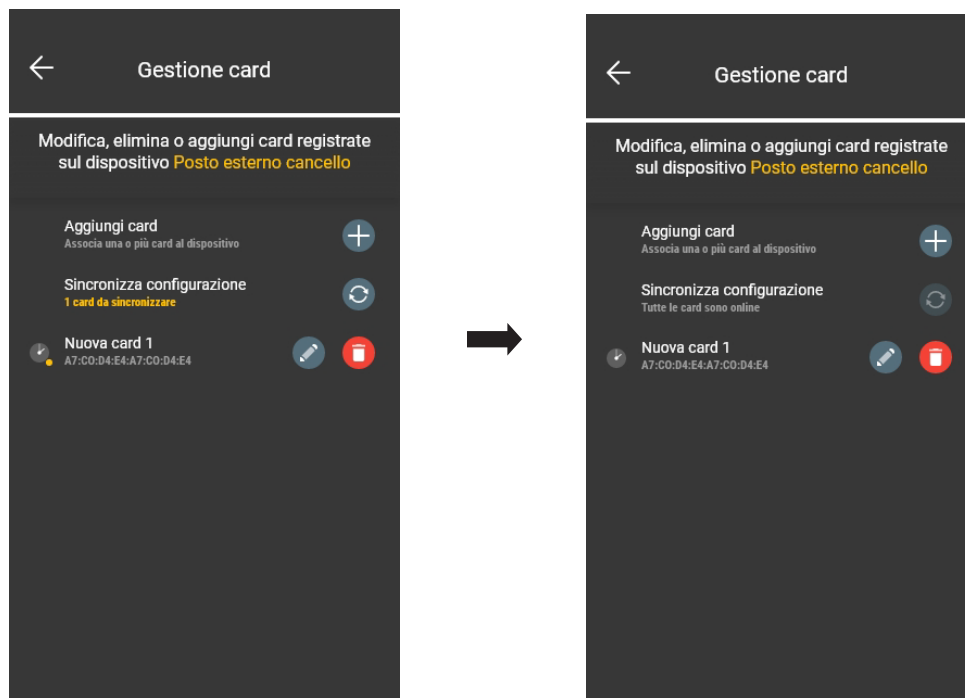 Gestione card
Modifica, elimina o aggiungi card registrate
sul dispositivo Posto esterno cancello
Aggiungi card
Associa una o più card al dispositivo
Sincronizza configurazione
1 card da sincronizzare
Nuova card 1
A7:C0:D4:E4:A7:C0:D4:E4
Gestione card
Modifica, elimina o aggiungi card registrate
sul dispositivo Posto esterno cancello
Aggiungi card
Associa una o più card al dispositivo
Sincronizza configurazione
Tutte le card sono online
Nuova card 1
A7:C0:D4:E4:A7:C0:D4:E4